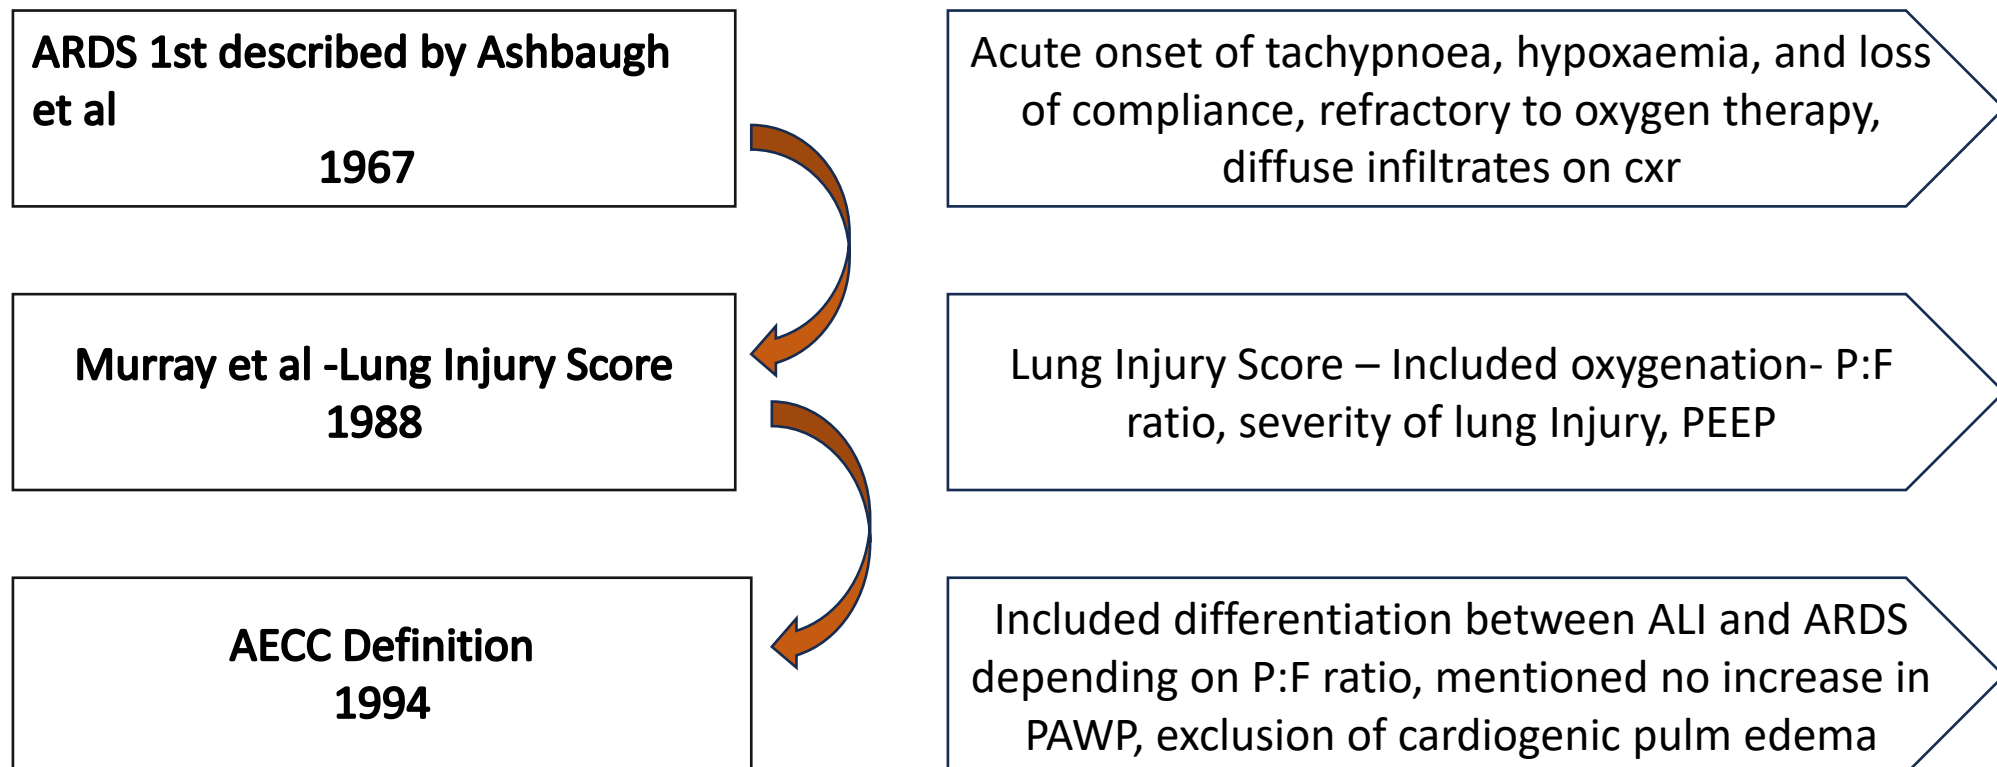 ARDS 1st described by Ashbaugh
et al
1967
Acute onset of tachypnoea, hypoxaemia, and loss
of compliance, refractory to oxygen therapy,
diffuse infiltrates on cxr
Murray et al -Lung Injury Score
1988
Lung Injury Score – Included oxygenation- P:F
ratio, severity of lung Injury, PEEP
AECC Definition
1994
Included differentiation between ALI and ARDS
depending on P:F ratio, mentioned no increase in
PAWP, exclusion of cardiogenic pulm edema